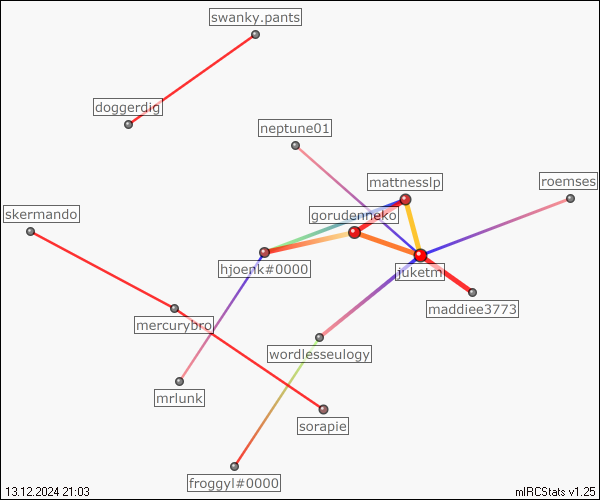 swanky.pants
doggerdig
neptune01
mattnesslp
roemses
skermando
gorudenneko
hjoenk#0000
juketm
maddiee3773
mercurybro
wordlesseulogy
mrlunk
sorapie
froggyl#0000
13.12.2024 21:03
mIRCStats v1.25